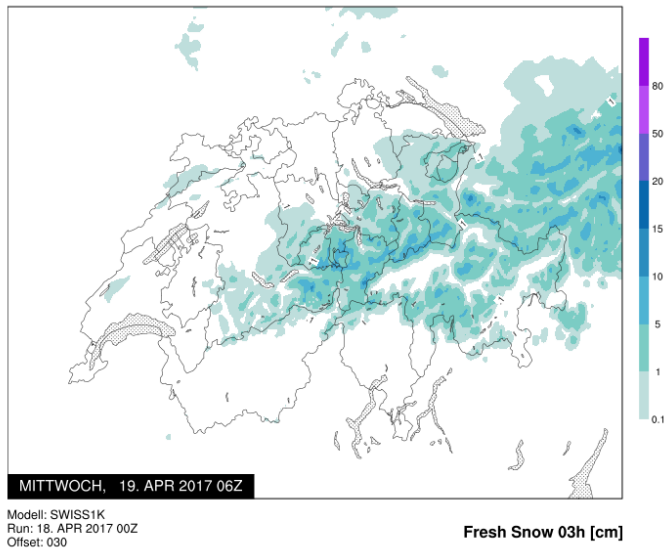 80
50
20
15
10
5
1
0.1
MITTWOCH, 19. APR 2017 06Z
Modell: SWISS1K
Run: 18. APR 2017 00Z
Offset: 030
Fresh Snow 03h [cm]